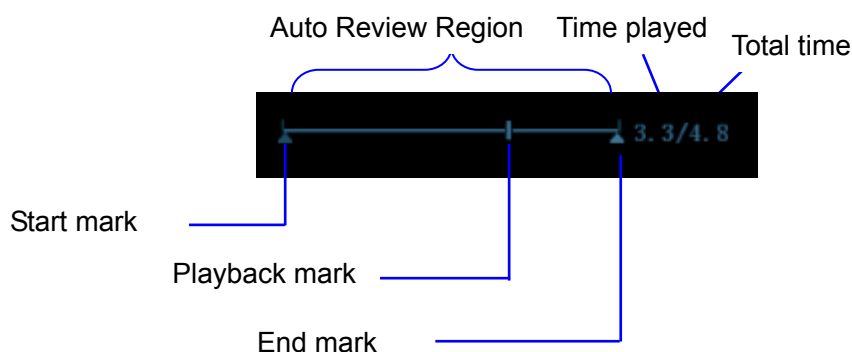 Auto Review Region
Time played
Total time
3.3/4.8
Start mark
Playback mark
End mark